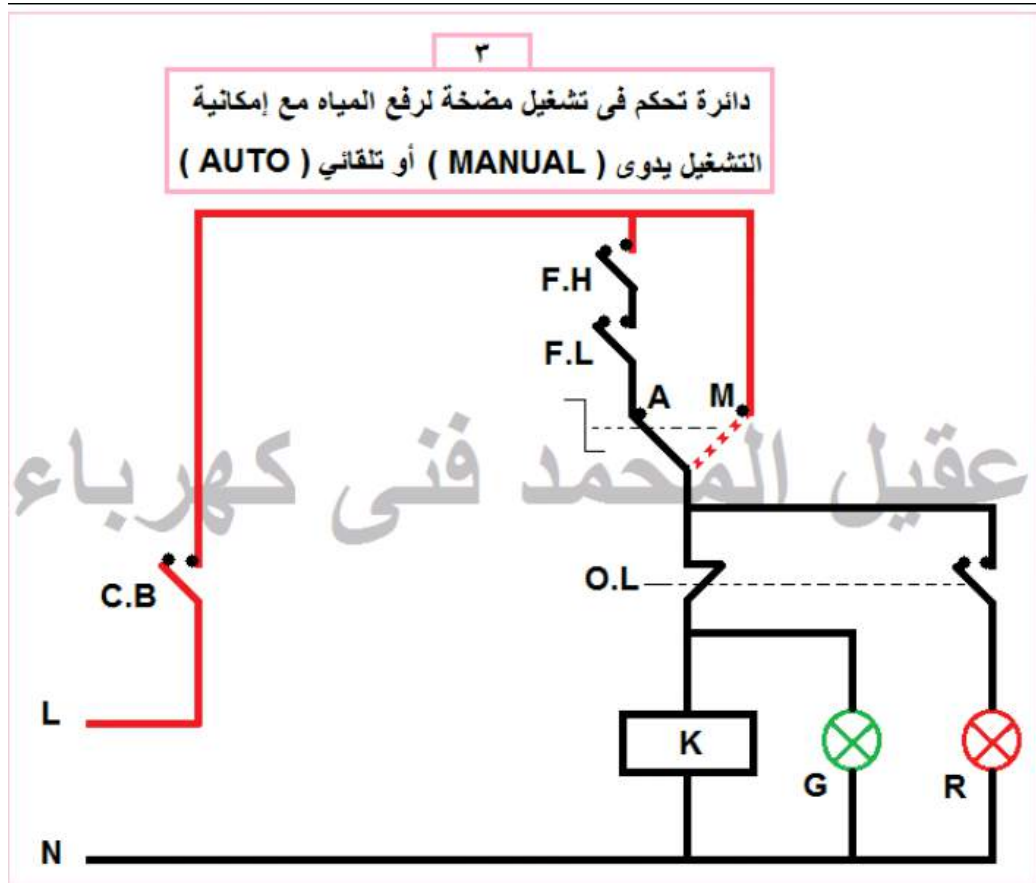 ٣
دائرة تحكم فى تشغيل مضخة لرفع المياه مع إمكانية
التشغيل يدوى ( MANUAL ) أو تلقائي ( AUTO )
F.H
F.L
A
M
عقيل المحمد فنى كهرباء
C.B
O.L
L
K
G
R
N